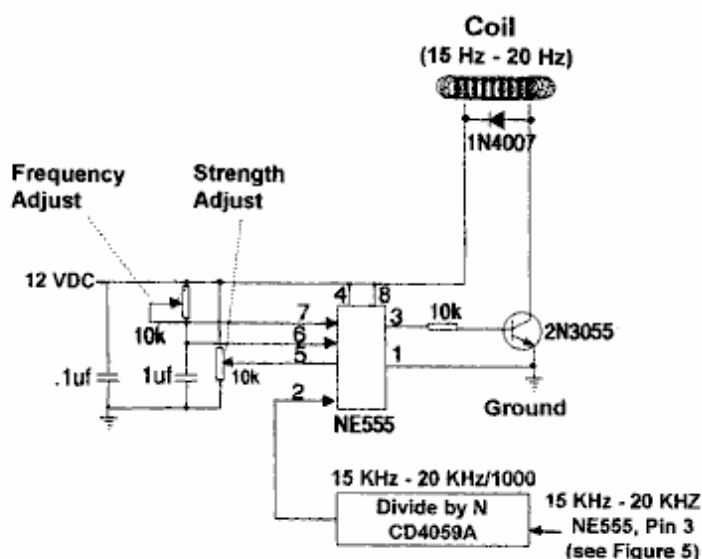 Coil
(15 Hz - 20 Hz)
1N4007
Frequency
Adjust
Strength
Adjust
12 VDC
4 8
7
3
10k
10k
6
2N3055
5
1
.1uf
1uf
10k
2
NE555
Ground
15 KHz - 20 KHz/1000
Divide by N
CD4059A
15 KHz - 20 KHZ
NE555, Pin 3
(see Figure 5)